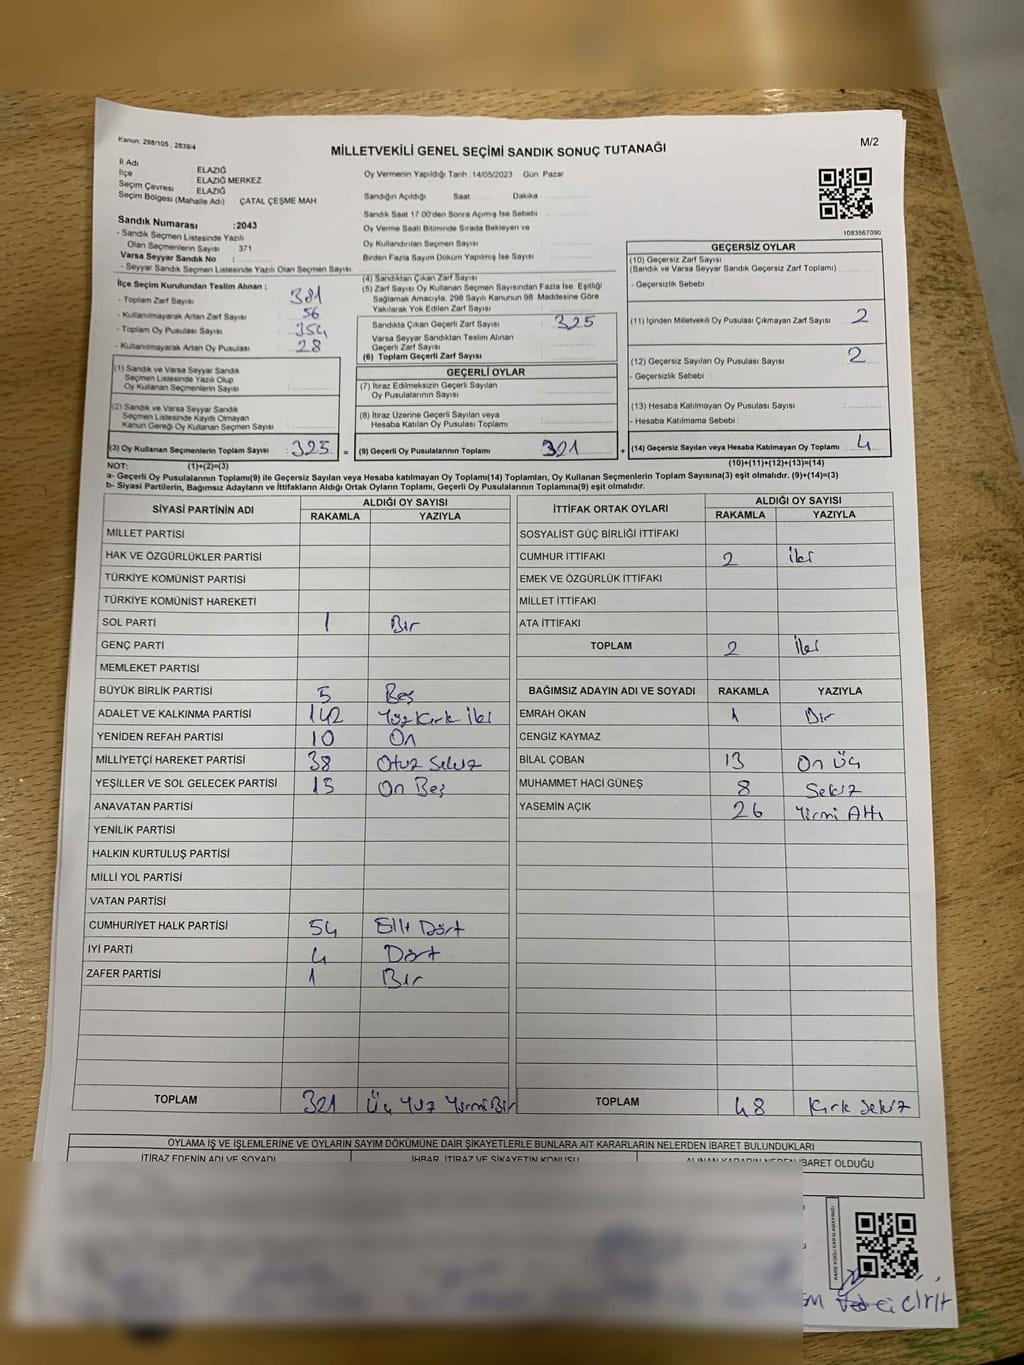 Kanun: 298/105 , 2839/4
MİLLETVEKİLİ GENEL SEÇİMİ SANDIK SONUÇ TUTANAĞI
M/2
İl Adı : ELAZIĞ
İlçe : ELAZIĞ MERKEZ
Seçim Çevresi : ELAZIĞ
Seçim Bölgesi (Mahalle Adı) : ÇATAL ÇEŞME MAH
Sandık Numarası :2043
- Sandık Seçmen Listesinde Yazılı
Olan Seçmenlerin Sayısı : 371
Varsa Seyyar Sandık No :
- Seyyar Sandık Seçmen Listesinde Yazılı Olan Seçmen Sayısı
İlçe Seçim Kurulundan Teslim Alınan :
- Toplam Zarf Sayısı 381
- Kullanılmayarak Artan Zarf Sayısı 56
- Toplam Oy Pusulası Sayısı 354
- Kullanılmayarak Artan Oy Pusulası 28
Oy Vermenin Yapıldığı Tarih :14/05/2023 Gün Pazar
Sandığın Açıldığı Saat Dakika
Sandık Saat 17:00'den Sonra Açılmış İse Sebebi
Oy Verme Saati Bitiminde Sırada Bekleyen ve
Oy Kullandırılan Seçmen Sayısı
Birden Fazla Sayım Döküm Yapılmış İse Sayısı
(4) Sandıktan Çıkan Zarf Sayısı
(5) Zarf Sayısı Oy Kullanan Seçmen Sayısından Fazla İse, Eşitliği
Sağlamak Amacıyla, 298 Sayılı Kanunun 98. Maddesine Göre
Yakılarak Yok Edilen Zarf Sayısı
Sandıkta Çıkan Geçerli Zarf Sayısı 325
Varsa Seyyar Sandıktan Teslim Alınan
Geçerli Zarf Sayısı
(6) Toplam Geçerli Zarf Sayısı
1083567090
GEÇERSİZ OYLAR
(10) Geçersiz Zarf Sayısı
(Sandık ve Varsa Seyyar Sandık Geçersiz Zarf Toplamı)
- Geçersizlik Sebebi
(11) İçinden Milletvekili Oy Pusulası Çıkmayan Zarf Sayısı 2
(12) Geçersiz Sayılan Oy Pusulası Sayısı 2
- Geçersizlik Sebebi
(13) Hesaba Katılmayan Oy Pusulası Sayısı
- Hesaba Katılmama Sebebi
(14) Geçersiz Sayılan veya Hesaba Katılmayan Oy Toplamı 4
(1) Sandık ve Varsa Seyyar Sandık
Seçmen Listesinde Yazılı Olup
Oy Kullanan Seçmenlerin Sayısı
(2) Sandık ve Varsa Seyyar Sandık
Seçmen Listesinde Kayıtlı Olmayan
Kanun Gereği Oy Kullanan Seçmen Sayısı
(3) Oy Kullanan Seçmenlerin Toplam Sayısı 325 =
GEÇERLİ OYLAR
(7) İtiraz Edilmeksizin Geçerli Sayılan
Oy Pusulalarının Sayısı
(8) İtiraz Üzerine Geçerli Sayılan veya
Hesaba Katılan Oy Pusulası Toplamı
(9) Geçerli Oy Pusulalarının Toplamı 321 +
NOT: (1)+(2)=(3) (10)+(11)+(12)+(13)=(14)
a- Geçerli Oy Pusulalarının Toplamı(9) ile Geçersiz Sayılan veya Hesaba katılmayan Oy Toplamı(14) Toplamları, Oy Kullanan Seçmenlerin Toplam Sayısına(3) eşit olmalıdır. (9)+(14)=(3)
b- Siyasi Partilerin, Bağımsız Adayların ve İttifakların Aldığı Ortak Oyların Toplamı, Geçerli Oy Pusulalarının Toplamına(9) eşit olmalıdır.
SİYASİ PARTİNİN ADI ALDIĞI OY SAYISI
RAKAMLA YAZIYLA
MİLLET PARTİSİ
HAK VE ÖZGÜRLÜKLER PARTİSİ
TÜRKİYE KOMÜNİST PARTİSİ
TÜRKİYE KOMÜNİST HAREKETİ
SOL PARTİ 1 Bir
GENÇ PARTİ
MEMLEKET PARTİSİ
BÜYÜK BİRLİK PARTİSİ 5 Beş
ADALET VE KALKINMA PARTİSİ 142 Yüz Kırk İki
YENİDEN REFAH PARTİSİ 10 On
MİLLİYETÇİ HAREKET PARTİSİ 38 Otuz Sekiz
YEŞİLLER VE SOL GELECEK PARTİSİ 15 On Beş
ANAVATAN PARTİSİ
YENİLİK PARTİSİ
HALKIN KURTULUŞ PARTİSİ
MİLLİ YOL PARTİSİ
VATAN PARTİSİ
CUMHURİYET HALK PARTİSİ 54 Elli Dört
İYİ PARTİ 4 Dört
ZAFER PARTİSİ 1 Bir
TOPLAM 321 Üç Yüz Yirmi Bir
İTTİFAK ORTAK OYLARI ALDIĞI OY SAYISI
RAKAMLA YAZIYLA
SOSYALİST GÜÇ BİRLİĞİ İTTİFAKI
CUMHUR İTTİFAKI 2 İki
EMEK VE ÖZGÜRLÜK İTTİFAKI
MİLLET İTTİFAKI
ATA İTTİFAKI
TOPLAM 2 İki
BAĞIMSIZ ADAYIN ADI VE SOYADI RAKAMLA YAZIYLA
EMRAH OKAN 1 Bir
CENGİZ KAYMAZ
BİLAL ÇOBAN 13 On Üç
MUHAMMET HACİ GÜNEŞ 8 Sekiz
YASEMİN AÇIK 26 Yirmi Altı
TOPLAM 48 Kırk Sekiz
OYLAMA İŞ VE İŞLEMLERİNE VE OYLARIN SAYIM DÖKÜMÜNE DAİR ŞİKAYETLERLE BUNLARA AİT KARARLARIN NELERDEN İBARET BULUNDUKLARI
İTİRAZ EDENİN ADI VE SOYADI İHBAR, İTİRAZ VE ŞİKAYETİN KONUSU ALINAN KARARIN NEDEN İBARET OLDUĞU